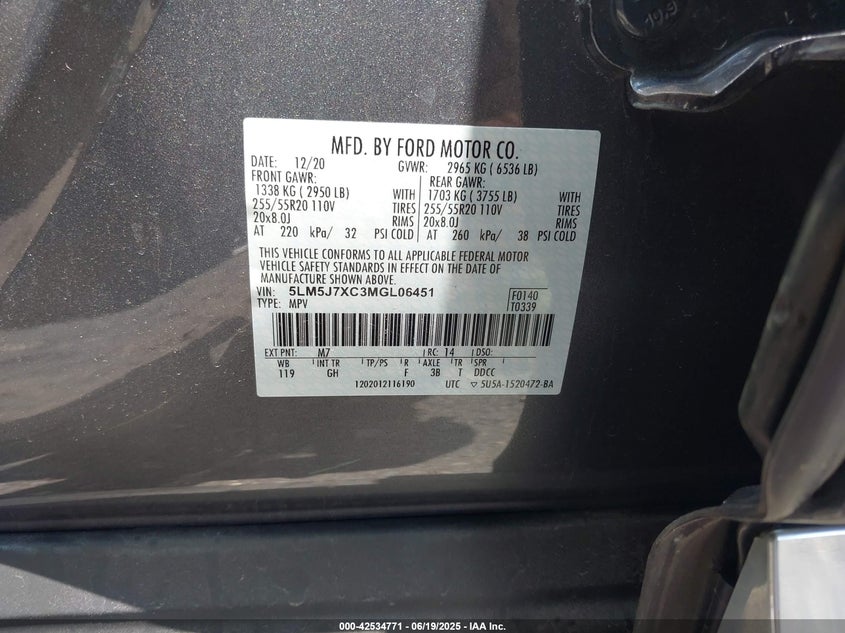 MFD. BY FORD MOTOR CO.
DATE: 12/20 GVWR: 2965 KG ( 6536 LB)
FRONT GAWR: REAR GAWR:
1338 KG ( 2950 LB) WITH 1703 KG ( 3755 LB) WITH
255/55R20 110V TIRES 255/55R20 110V TIRES
20x8.0J RIMS 20x8.0J RIMS
AT 220 kPa/ 32 PSI COLD AT 260 kPa/ 38 PSI COLD
THIS VEHICLE CONFORMS TO ALL APPLICABLE FEDERAL MOTOR
VEHICLE SAFETY STANDARDS IN EFFECT ON THE DATE OF
MANUFACTURE SHOWN ABOVE.
VIN: 5LM5J7XC3MGL06451 F0140
TYPE: MPV T0339
EXT PNT: M7 RC: 14 DSO:
WB INT TR TP/PS R AXLE TR SPR
119 GH F 3B T DDCC
1202012116190 UTC ▽ 5U5A-1520472-BA
000-42534771 - 06/19/2025 - IAA Inc.